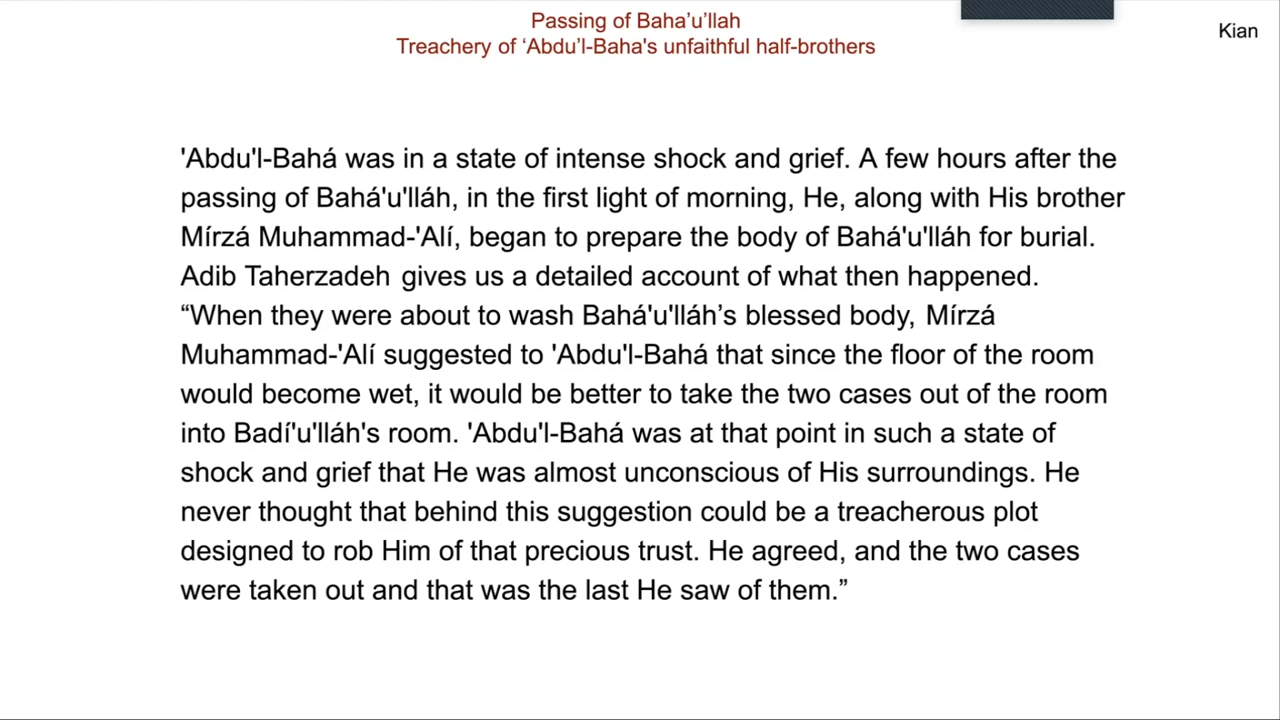 Passing of Baha’u’llah
Treachery of ‘Abdu’l-Baha's unfaithful half-brothers
Kian
'Abdu'l-Bahá was in a state of intense shock and grief. A few hours after the
passing of Bahá'u'lláh, in the first light of morning, He, along with His brother
Mírzá Muhammad-'Alí, began to prepare the body of Bahá'u'lláh for burial.
Adib Taherzadeh gives us a detailed account of what then happened.
“When they were about to wash Bahá'u'lláh’s blessed body, Mírzá
Muhammad-'Alí suggested to 'Abdu'l-Bahá that since the floor of the room
would become wet, it would be better to take the two cases out of the room
into Badí'u'lláh's room. 'Abdu'l-Bahá was at that point in such a state of
shock and grief that He was almost unconscious of His surroundings. He
never thought that behind this suggestion could be a treacherous plot
designed to rob Him of that precious trust. He agreed, and the two cases
were taken out and that was the last He saw of them.”